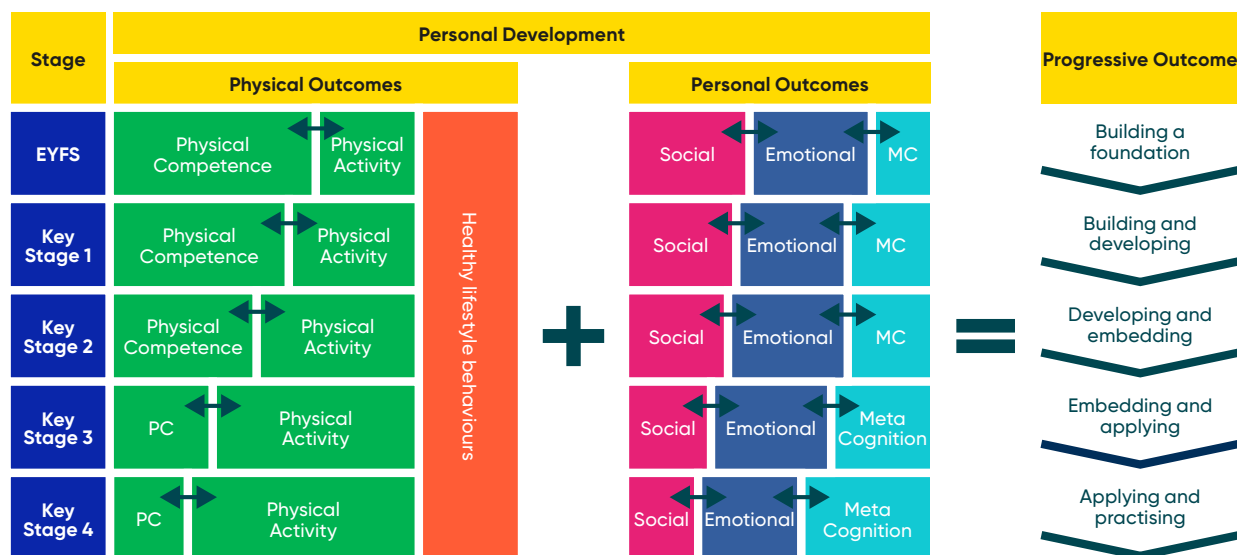 Stage
Personal Development
Physical Outcomes
Personal Outcomes
Progressive Outcome
EYFS
Physical
Competence
Physical
Activity
Healthy lifestyle behaviours
Social
Emotional
MC
Building a
foundation
Key
Stage 1
Physical
Competence
Physical
Activity
Social
Emotional
MC
Building and
developing
Key
Stage 2
Physical
Competence
Physical
Activity
+
Social
Emotional
MC
=
Developing and
embedding
Key
Stage 3
PC
Physical
Activity
Social
Emotional
Meta
Cognition
Embedding and
applying
Key
Stage 4
PC
Physical
Activity
Social
Emotional
Meta
Cognition
Applying and
practising